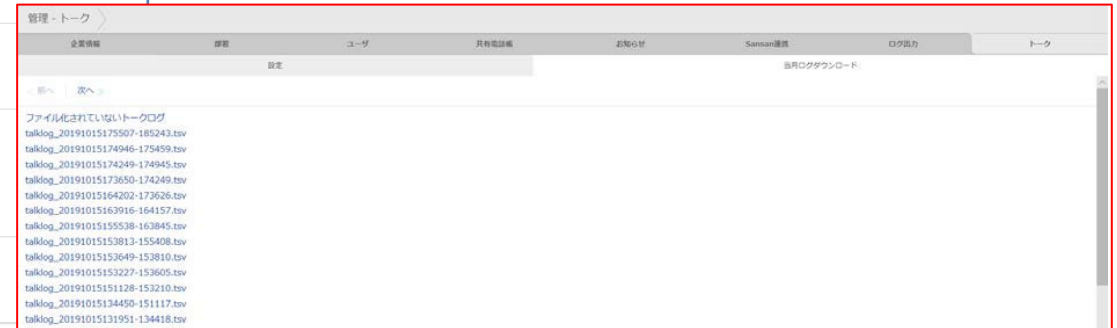 管理 - トーク
企業情報 部署 ユーザ 共有電話帳 お知らせ Sansan連携 ログ出力 トーク
設定 当月ログダウンロード
< 前へ 次へ >
ファイル化されていないトークログ
talklog_20191015175507-185243.tsv
talklog_20191015174946-175459.tsv
talklog_20191015174249-174945.tsv
talklog_20191015173650-174249.tsv
talklog_20191015164202-173626.tsv
talklog_20191015163916-164157.tsv
talklog_20191015155538-163845.tsv
talklog_20191015153813-155408.tsv
talklog_20191015153649-153810.tsv
talklog_20191015153227-153605.tsv
talklog_20191015151128-153210.tsv
talklog_20191015134450-151117.tsv
talklog_20191015131951-134418.tsv